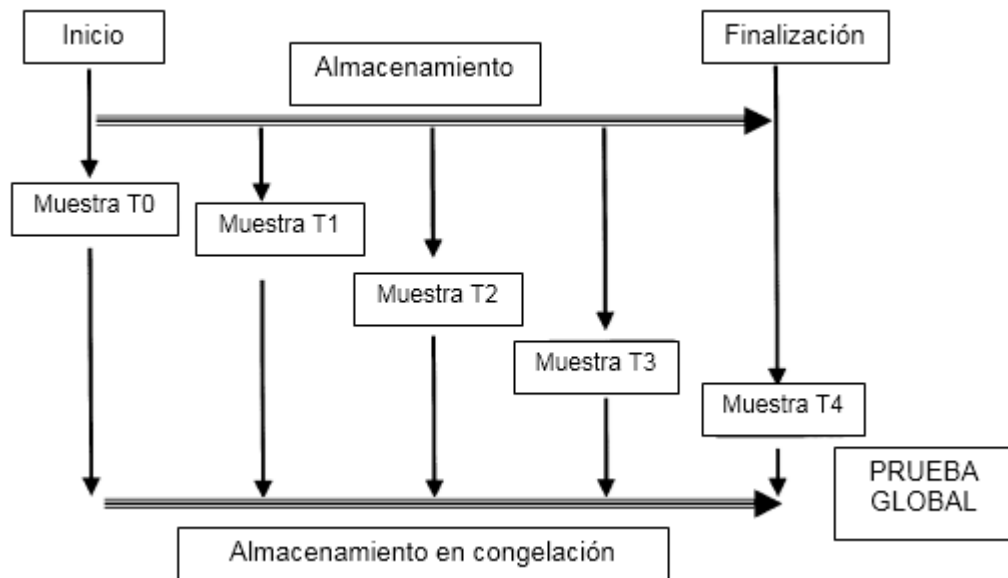 Inicio
Finalización
Almacenamiento
Muestra T0
Muestra T1
Muestra T2
Muestra T3
Muestra T4
PRUEBA
GLOBAL
Almacenamiento en congelación